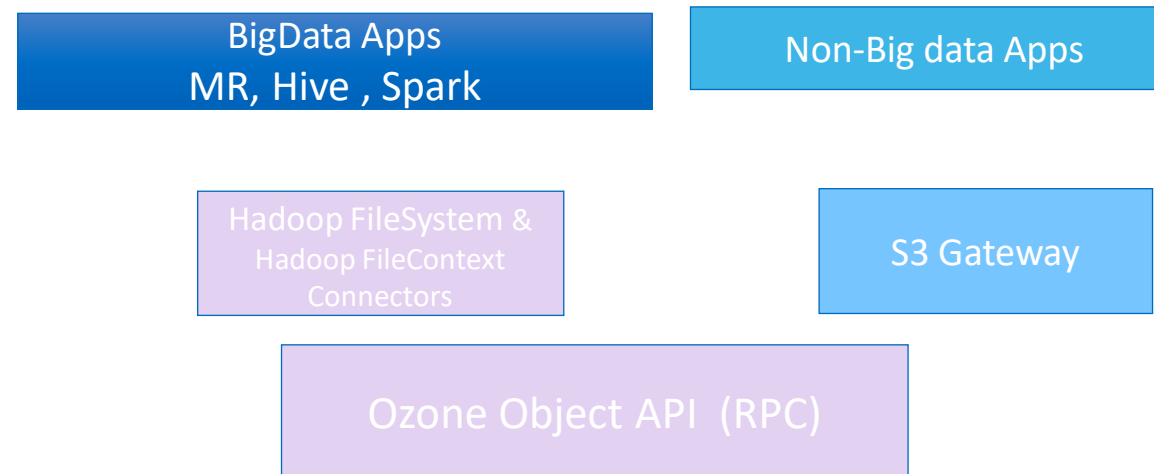 BigData Apps
MR, Hive , Spark
Non-Big data Apps
Hadoop FileSystem &
Hadoop FileContext
Connectors
S3 Gateway
Ozone Object API (RPC)